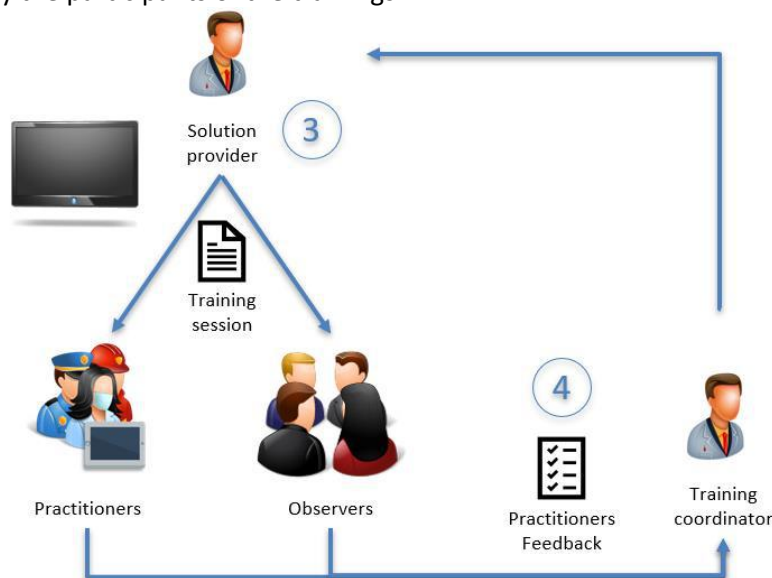 Solution
provider
3
Training
session
4
Practitioners
Observers
Practitioners
Feedback
Training
coordinator